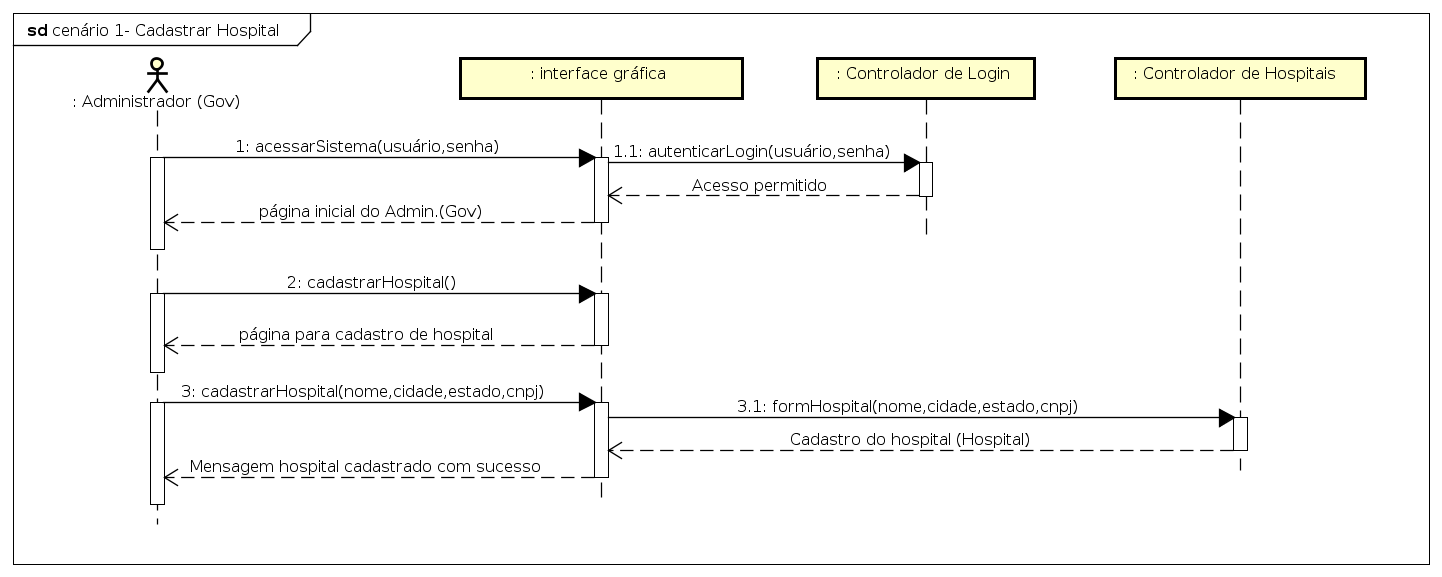 sd cenário 1- Cadastrar Hospital
: Administrador (Gov)
: interface gráfica
: Controlador de Login
: Controlador de Hospitais
1: acessarSistema(usuário,senha)
1.1: autenticarLogin(usuário,senha)
Acesso permitido
página inicial do Admin.(Gov)
2: cadastrarHospital()
página para cadastro de hospital
3: cadastrarHospital(nome,cidade,estado,cnpj)
3.1: formHospital(nome,cidade,estado,cnpj)
Cadastro do hospital (Hospital)
Mensagem hospital cadastrado com sucesso